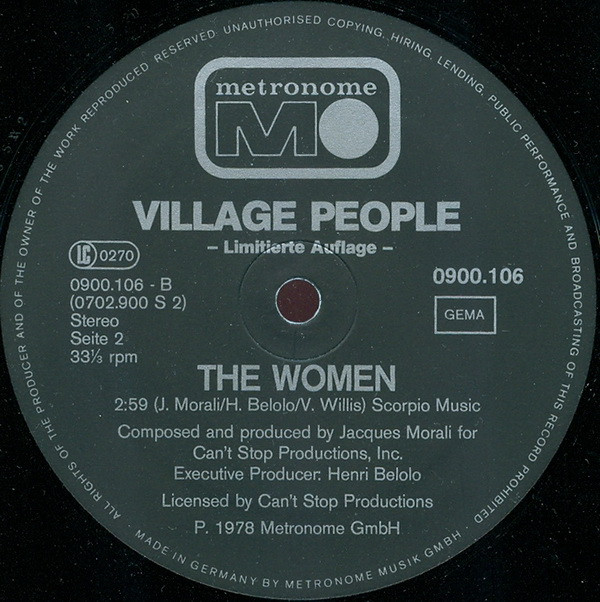 ALL RIGHTS OF THE PRODUCER AND OF THE OWNER OF THE WORK REPRODUCED RESERVED. UNAUTHORISED COPYING, HIRING, LENDING, PUBLIC PERFORMANCE AND BROADCASTING OF THIS RECORD PROHIBITED
metronome
MO
VILLAGE PEOPLE
– Limitierte Auflage –
LC 0270
0900.106 - B
(0702.900 S 2)
Stereo
Seite 2
33⅓ rpm
0900.106
GEMA
THE WOMEN
2:59 (J. Morali/H. Belolo/V. Willis) Scorpio Music
Composed and produced by Jacques Morali for
Can't Stop Productions, Inc.
Executive Producer: Henri Belolo
Licensed by Can't Stop Productions
P. 1978 Metronome GmbH
· MADE IN GERMANY BY METRONOME MUSIK GMBH ·